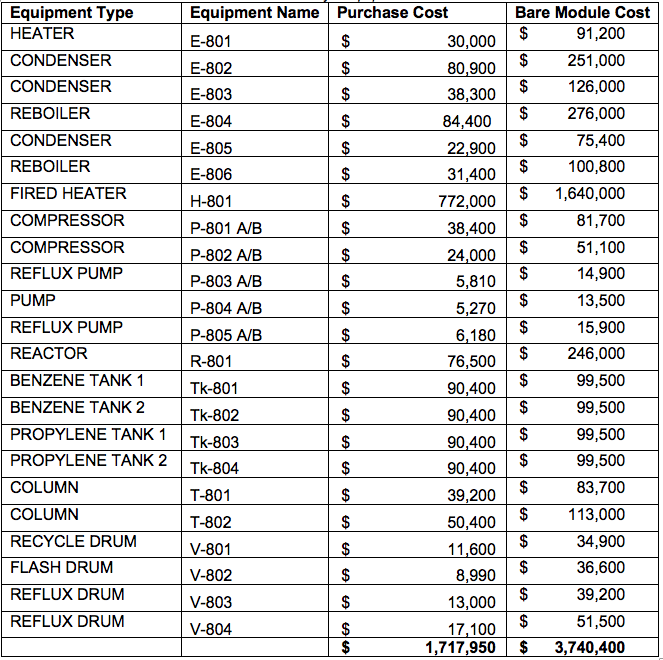 Equipment Type Equipment Name Purchase Cost Bare Module Cost
HEATER E-801 $ 30,000 $ 91,200
CONDENSER E-802 $ 80,900 $ 251,000
CONDENSER E-803 $ 38,300 $ 126,000
REBOILER E-804 $ 84,400 $ 276,000
CONDENSER E-805 $ 22,900 $ 75,400
REBOILER E-806 $ 31,400 $ 100,800
FIRED HEATER H-801 $ 772,000 $ 1,640,000
COMPRESSOR P-801 A/B $ 38,400 $ 81,700
COMPRESSOR P-802 A/B $ 24,000 $ 51,100
REFLUX PUMP P-803 A/B $ 5,810 $ 14,900
PUMP P-804 A/B $ 5,270 $ 13,500
REFLUX PUMP P-805 A/B $ 6,180 $ 15,900
REACTOR R-801 $ 76,500 $ 246,000
BENZENE TANK 1 Tk-801 $ 90,400 $ 99,500
BENZENE TANK 2 Tk-802 $ 90,400 $ 99,500
PROPYLENE TANK 1 Tk-803 $ 90,400 $ 99,500
PROPYLENE TANK 2 Tk-804 $ 90,400 $ 99,500
COLUMN T-801 $ 39,200 $ 83,700
COLUMN T-802 $ 50,400 $ 113,000
RECYCLE DRUM V-801 $ 11,600 $ 34,900
FLASH DRUM V-802 $ 8,990 $ 36,600
REFLUX DRUM V-803 $ 13,000 $ 39,200
REFLUX DRUM V-804 $ 17,100 $ 51,500
$ 1,717,950 $ 3,740,400